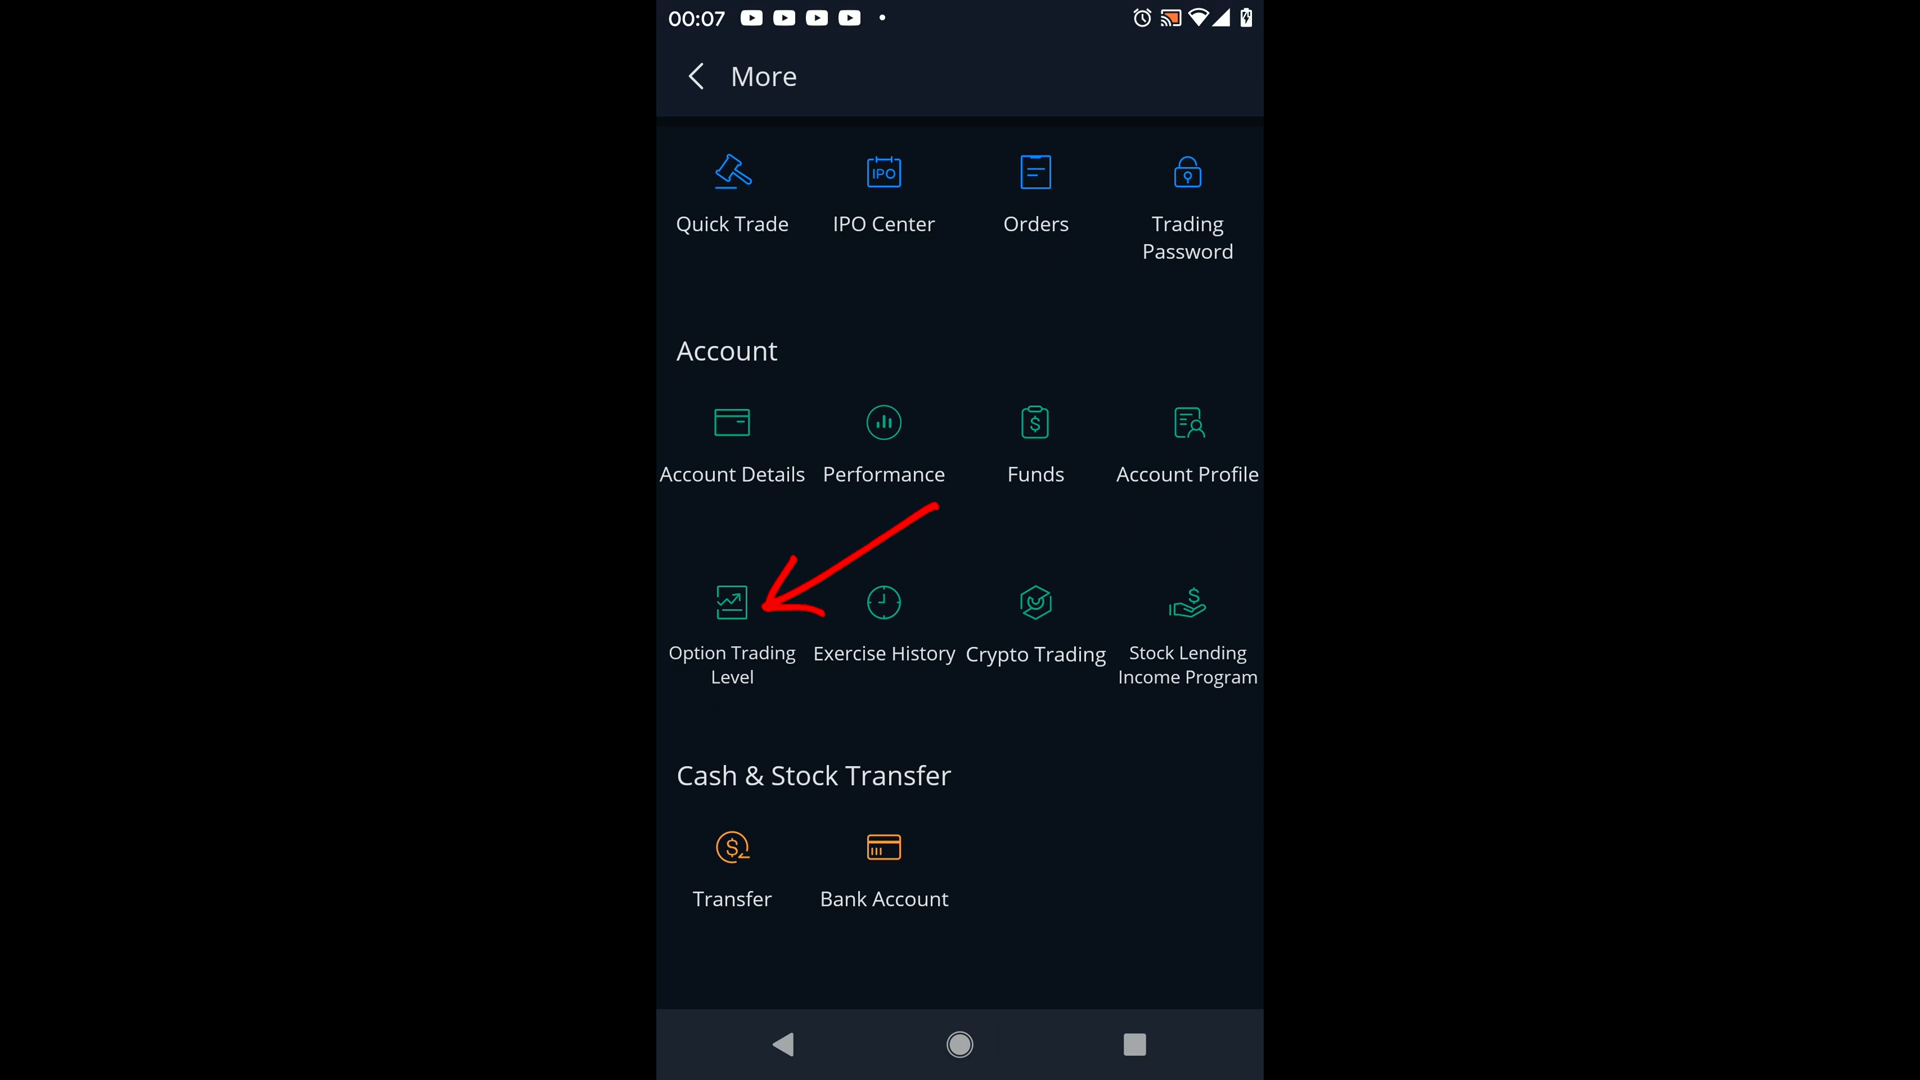 00:07
More
IPO
Quick Trade
IPO Center
Orders
Trading
Password
Account
$
Account Details
Performance
Funds
Account Profile
$
Option Trading
Level
Exercise History
Crypto Trading
Stock Lending
Income Program
Cash & Stock Transfer
$
Transfer
Bank Account